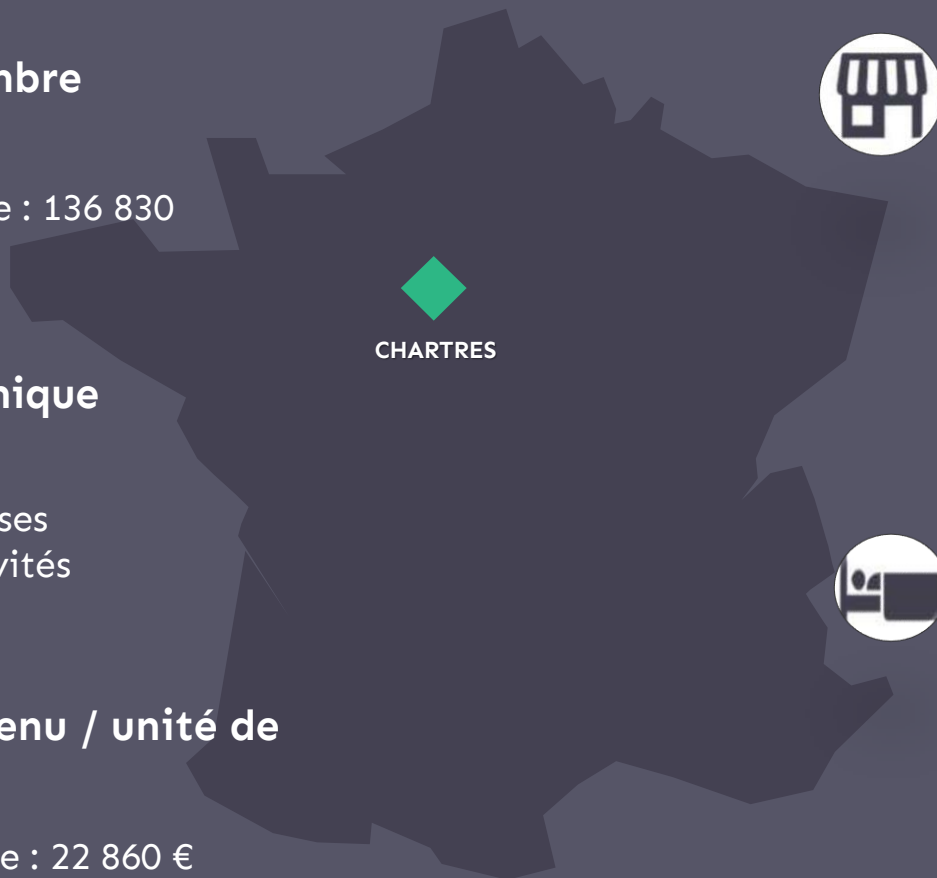 mbre
e : 136 830
CHARTRES
nique
ses
vités
enu / unité de
e : 22 860 €